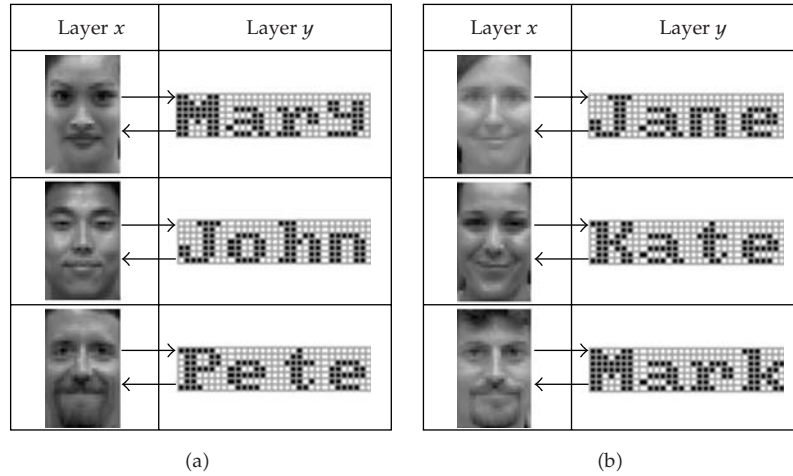 Layer x
Layer y
Mary
John
Pete
(a)
Layer x
Layer y
Jane
Kate
Mark
(b)